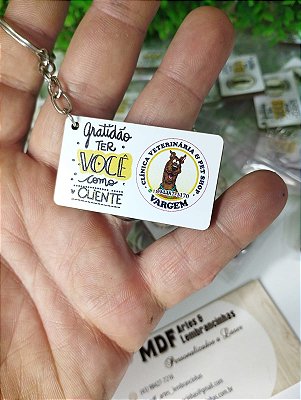 gratidão
TER
VOCÊ
como
CLIENTE
CLÍNICA VETERINÁRIA & PET SHOP
VARGEM
MDF Artes &
Lembrancinhas
Personalizados a Laser